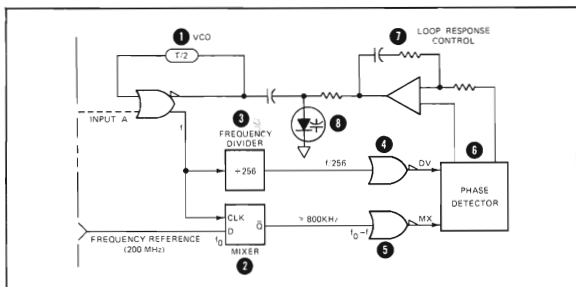 1 VCO
T/2
7 LOOP RESPONSE
CONTROL
INPUT A
f
3
FREQUENCY
DIVIDER
÷256
f/256
4
DV
8
6
PHASE
DETECTOR
CLK
D
Q̅
f₀
FREQUENCY REFERENCE
(200 MHz)
MIXER
2
≈ 800KHz
f₀-f
MX
5